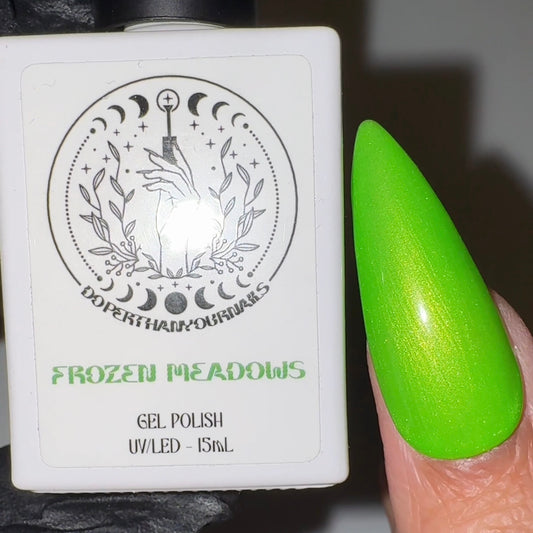 DOPERTHANYOURNAILS
FROZEN MEADOWS
GEL POLISH
UV/LED - 15mL